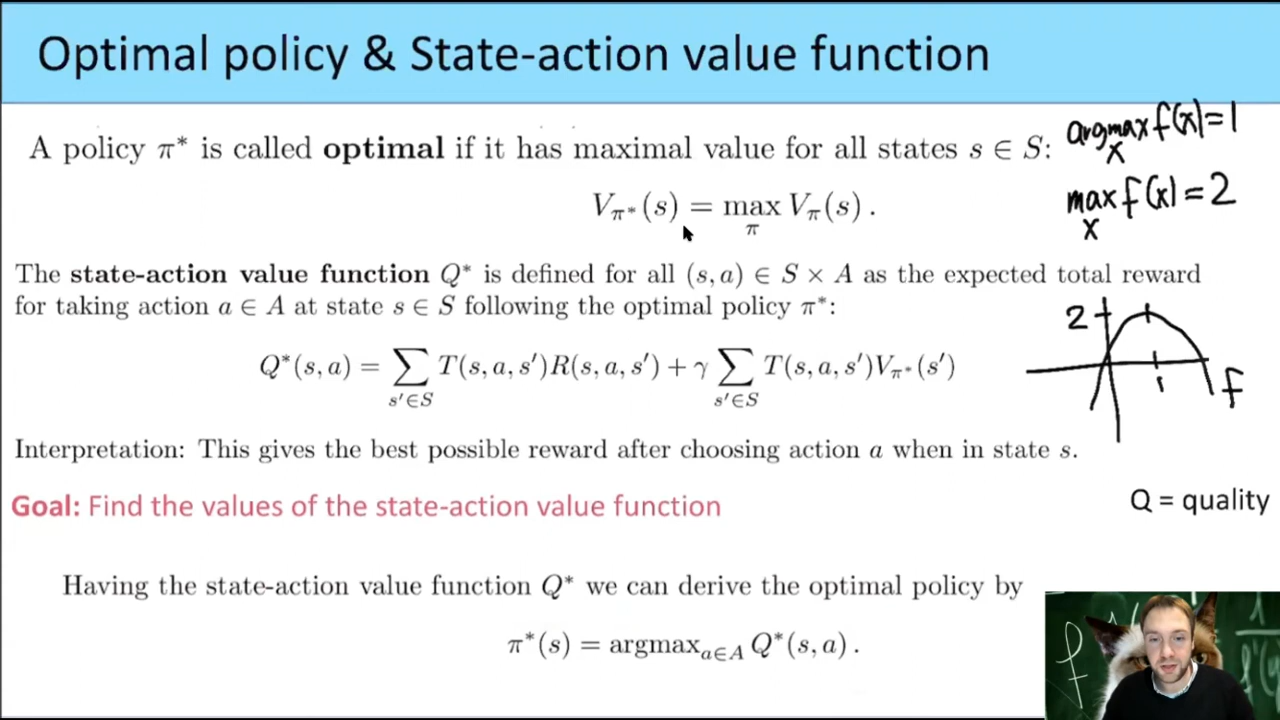 Optimal policy & State-action value function
A policy π* is called optimal if it has maximal value for all states s ∈ S:
V_{π*}(s) = max_π V_π(s) .
argmax_x f(x) = 1
max_x f(x) = 2
The state-action value function Q* is defined for all (s, a) ∈ S × A as the expected total reward
for taking action a ∈ A at state s ∈ S following the optimal policy π*:
2
1
f
Q*(s, a) = ∑_{s'∈S} T(s, a, s')R(s, a, s') + γ ∑_{s'∈S} T(s, a, s')V_{π*}(s')
Interpretation: This gives the best possible reward after choosing action a when in state s.
Goal: Find the values of the state-action value function
Q = quality
Having the state-action value function Q* we can derive the optimal policy by
π*(s) = argmax_{a∈A} Q*(s, a) .